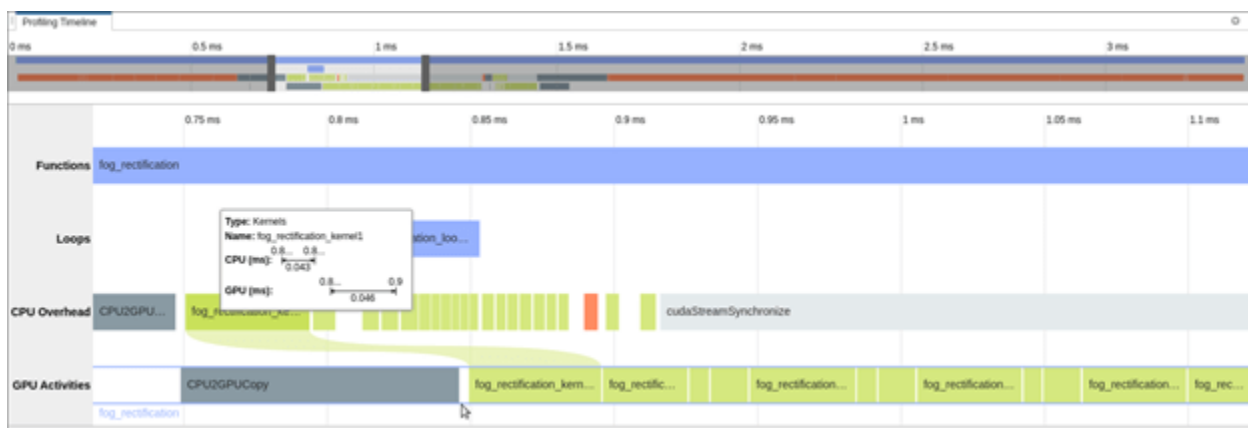 Profiling Timeline
0 ms 0.5 ms 1 ms 1.5 ms 2 ms 2.5 ms 3 ms
0.75 ms 0.8 ms 0.85 ms 0.9 ms 0.95 ms 1 ms 1.05 ms 1.1 ms
Functions fog_rectification
Type: Kernels
Name: fog_rectification_kernel1
0.8... 0.8...
CPU (ms):
0.043
0.8... 0.9
GPU (ms):
0.046
Loops ation_loo...
CPU Overhead CPU2GPU... fog_rectification_ke... cudaStreamSynchronize
GPU Activities CPU2GPUCopy fog_rectification_kern... fog_rectific... fog_rectification... fog_rectification... fog_rectification... fog_rec...
fog_rectification